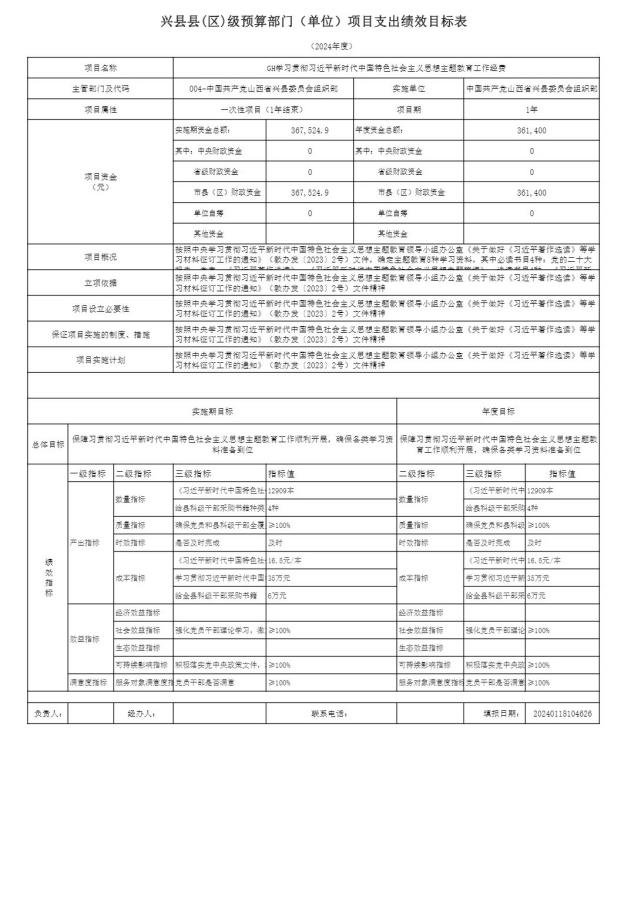 兴县县(区)级预算部门（单位）项目支出绩效目标表
（2024年度）
项目名称 GH学习贯彻习近平新时代中国特色社会主义思想主题教育工作经费
主管部门及代码 004-中国共产党山西省兴县委员会组织部 实施单位 中国共产党山西省兴县委员会组织部
项目属性 一次性项目（1年结束） 项目期 1年
项目资金（元）
实施期资金总额： 367,524.9 年度资金总额： 361,400
其中：中央财政资金 0 其中：中央财政资金 0
省级财政资金 0 省级财政资金 0
市县（区）财政资金 367,524.9 市县（区）财政资金 361,400
单位自筹 0 单位自筹 0
其他资金 其他资金
项目概况 按照中央学习贯彻习近平新时代中国特色社会主义思想主题教育领导小组办公室《关于做好《习近平著作选读》等学
习材料征订工作的通知》（教办发〔2023〕2号）文件，确定主题教育8种学习资料，其中必读书目4种，党的二十大
立项依据 按照中央学习贯彻习近平新时代中国特色社会主义思想主题教育领导小组办公室《关于做好《习近平著作选读》等学
习材料征订工作的通知》（教办发〔2023〕2号）文件精神
项目设立必要性 按照中央学习贯彻习近平新时代中国特色社会主义思想主题教育领导小组办公室《关于做好《习近平著作选读》等学
习材料征订工作的通知》（教办发〔2023〕2号）文件精神
保证项目实施的制度、措施 按照中央学习贯彻习近平新时代中国特色社会主义思想主题教育领导小组办公室《关于做好《习近平著作选读》等学
习材料征订工作的通知》（教办发〔2023〕2号）文件精神
项目实施计划 按照中央学习贯彻习近平新时代中国特色社会主义思想主题教育领导小组办公室《关于做好《习近平著作选读》等学
习材料征订工作的通知》（教办发〔2023〕2号）文件精神
实施期目标 年度目标
总体目标 保障习贯彻习近平新时代中国特色社会主义思想主题教育工作顺利开展，确保各类学习资
料准备到位
保障习贯彻习近平新时代中国特色社会主义思想主题教
育工作顺利开展，确保各类学习资料准备到位
绩效指标
一级指标 二级指标 三级指标 指标值 二级指标 三级指标 指标值
产出指标
数量指标 《习近平新时代中国特色社 12909本 数量指标 《习近平新时代中 12909本
给县科级干部采购书籍种类 4种 给县科级干部采购 4种
质量指标 确保党员和县科级干部全覆 ≥100% 质量指标 确保党员和县科级 ≥100%
时效指标 是否及时完成 及时 时效指标 是否及时完成 及时
成本指标 《习近平新时代中国特色社 16.5元/本 成本指标 《习近平新时代中 16.5元/本
学习贯彻习近平新时代中国 35万元 学习贯彻习近平新 35万元
给全县科级干部采购书籍 6万元 给全县科级干部采 6万元
效益指标
经济效益指标 经济效益指标
社会效益指标 强化党员干部理论学习，激 ≥100% 社会效益指标 强化党员干部理论 ≥100%
生态效益指标 生态效益指标
可持续影响指标 积极落实党中央政策文件， ≥100% 可持续影响指标 积极落实党中央政 ≥100%
满意度指标 服务对象满意度指标 党员干部是否满意 ≥100% 服务对象满意度指标 党员干部是否满意 ≥100%
负责人： 经办人： 联系电话： 填报日期： 20240118104626